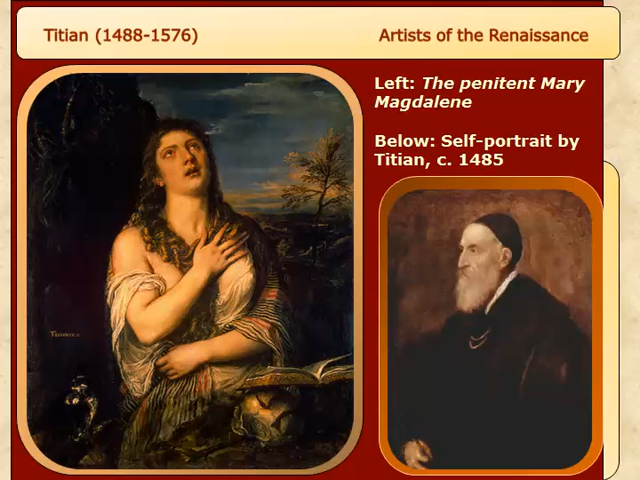 Titian (1488-1576)
Artists of the Renaissance
Left: The penitent Mary
Magdalene
Below: Self-portrait by
Titian, c. 1485